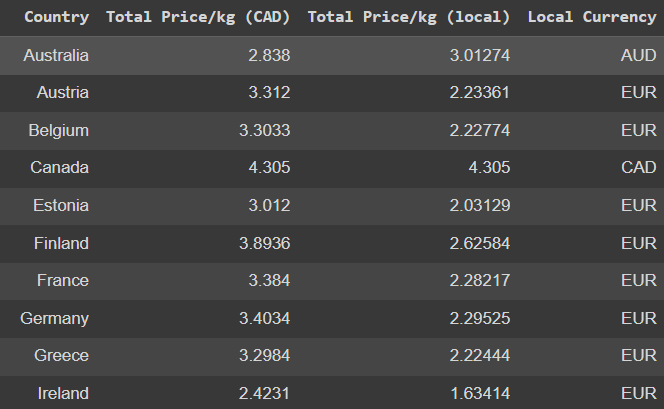 Country Total Price/kg (CAD) Total Price/kg (local) Local Currency
Australia 2.838 3.01274 AUD
Austria 3.312 2.23361 EUR
Belgium 3.3033 2.22774 EUR
Canada 4.305 4.305 CAD
Estonia 3.012 2.03129 EUR
Finland 3.8936 2.62584 EUR
France 3.384 2.28217 EUR
Germany 3.4034 2.29525 EUR
Greece 3.2984 2.22444 EUR
Ireland 2.4231 1.63414 EUR